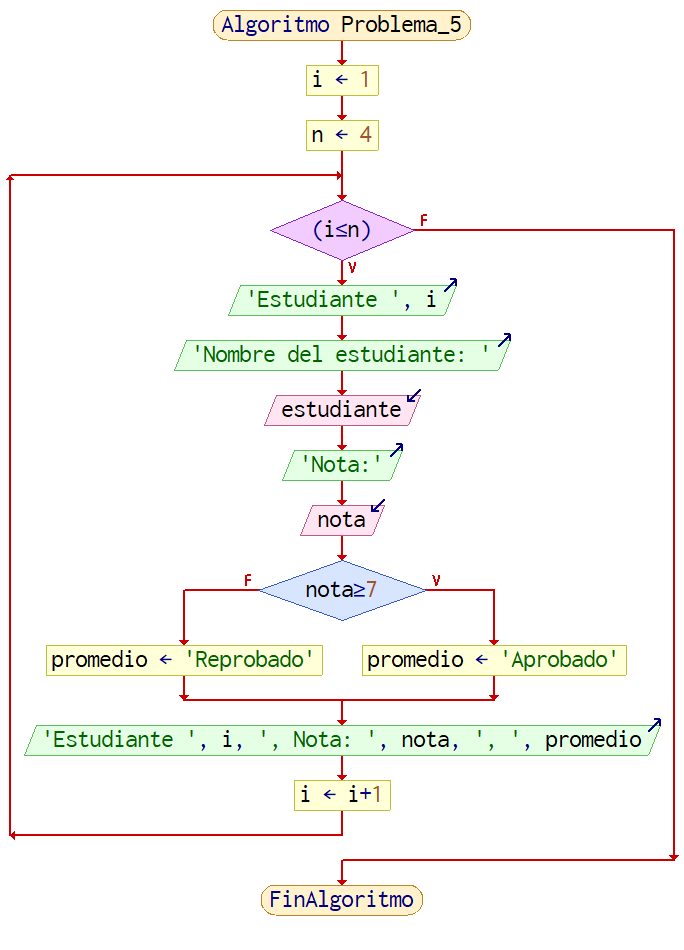 Algoritmo Problema_5
i ← 1
n ← 4
(i≤n)
F
V
'Estudiante ', i
'Nombre del estudiante: '
estudiante
'Nota:'
nota
F
nota≥7
V
promedio ← 'Reprobado'
promedio ← 'Aprobado'
'Estudiante ', i, ', Nota: ', nota, ', ', promedio
i ← i+1
FinAlgoritmo